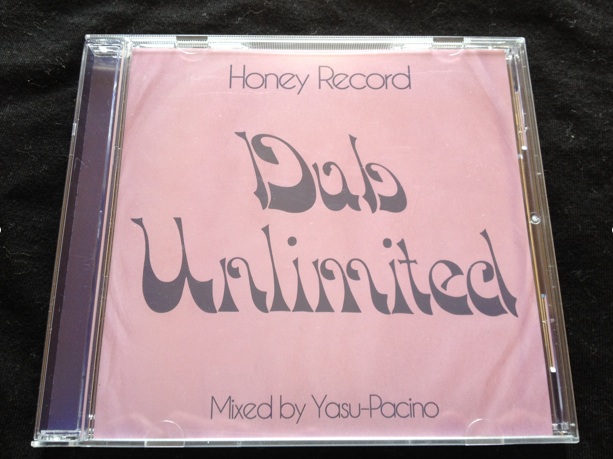 Honey Record
Dub
Unlimited
Mixed by Yasu-Pacino